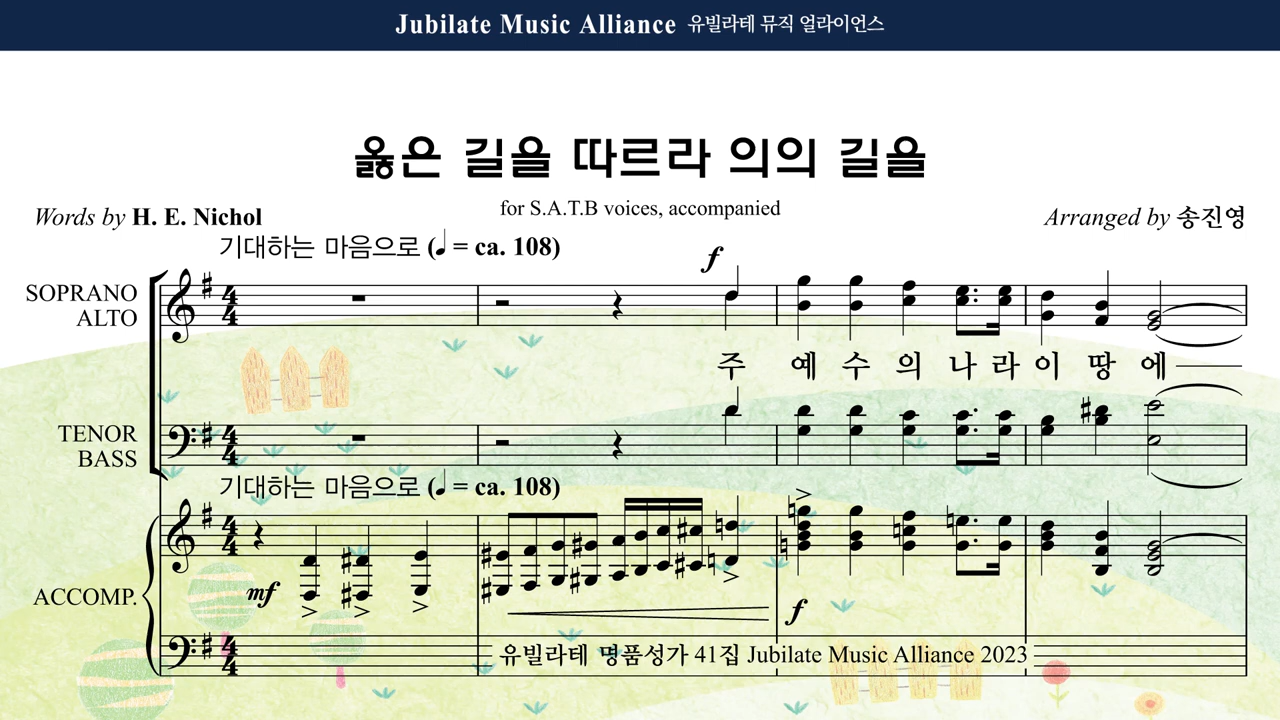 Jubilate Music Alliance 유빌라테 뮤직 얼라이언스
옳은 길을 따르라 의의 길을
for S.A.T.B voices, accompanied
Words by H. E. Nichol
Arranged by 송진영
기대하는 마음으로 (♩ = ca. 108)
f
SOPRANO
ALTO
주 예 수 의 나 라 이 땅 에
TENOR
BASS
기대하는 마음으로 (♩ = ca. 108)
ACCOMP.
mf
f
유빌라테 명품성가 41집 Jubilate Music Alliance 2023